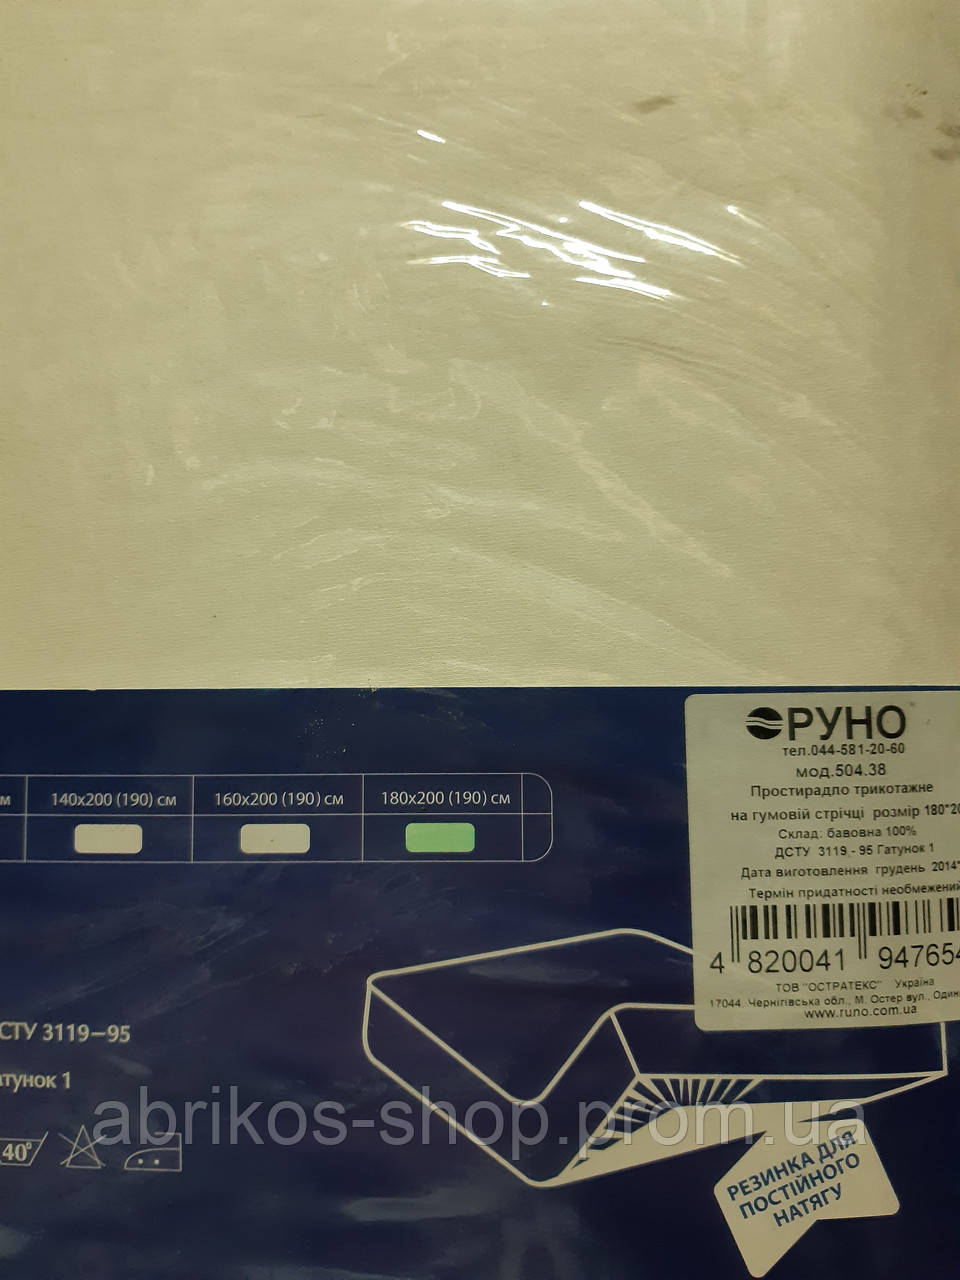 РУНО
тел.044-581-20-60
мод.504.38
Простирадло трикотажне
на гумовій стрічці розмір 180*20
Склад: бавовна 100%
ДСТУ 3119,- 95 Гатунок 1
Дата виготовлення грудень 2014
Термін придатності необмежений
4 820041 947654
ТОВ "ОСТРАТЕКС" Україна
17044. Чернігівська обл., М. Остер вул.,
www.runo.com.ua
м 140x200 (190) см 160x200 (190) см 180x200 (190) см
СТУ 3119–95
атунок 1
40°
abrikos-shop.prom.ua
РЕЗИНКА ДЛЯ
ПОСТІЙНОГО
НАТЯГУ